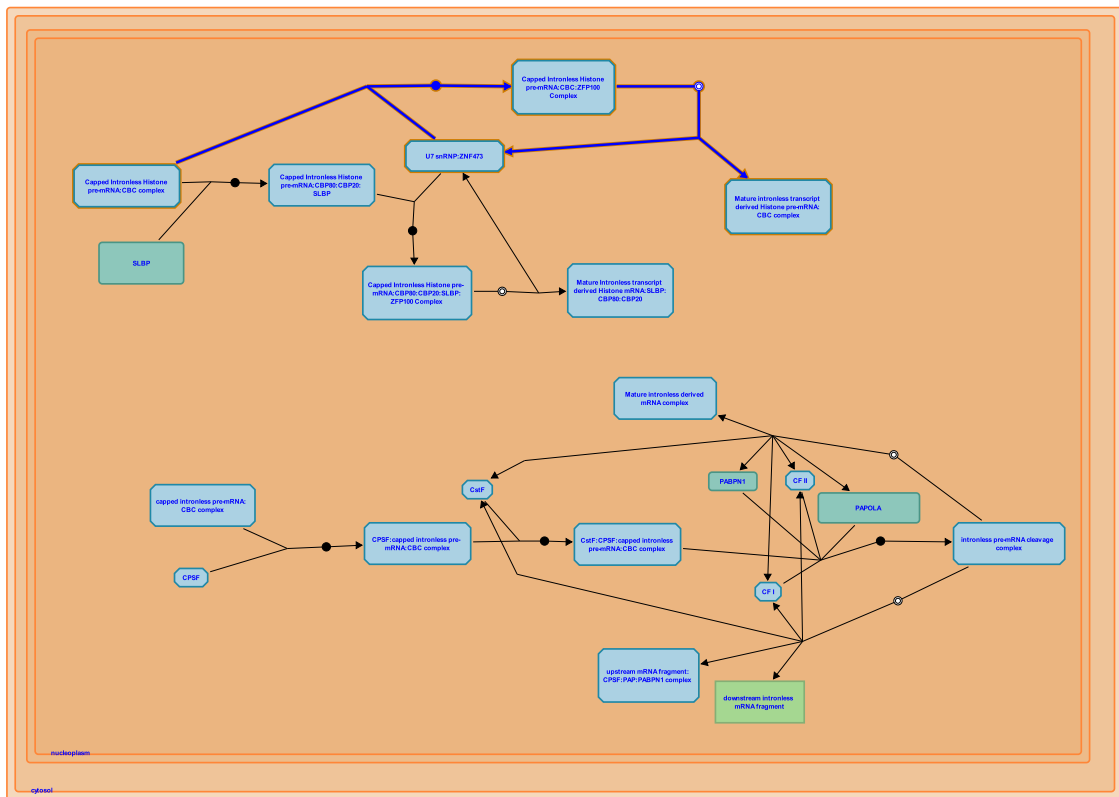 Capped Intronless Histone
pre-mRNA:CBC:ZFP100
Complex
U7 snRNP:ZNF473
Capped Intronless Histone
pre-mRNA:CBC complex
Capped Intronless Histone
pre-mRNA:CBP80:CBP20:
SLBP
Mature intronless transcript
derived Histone pre-mRNA:
CBC complex
SLBP
Capped Intronless Histone pre-
mRNA:CBP80:CBP20:SLBP:
ZFP100 Complex
Mature Intronless transcript
derived Histone mRNA:SLBP:
CBP80:CBP20
Mature intronless derived
mRNA complex
PABPN1
CF II
CstF
PAPOLA
capped intronless pre-mRNA:
CBC complex
CPSF:capped intronless pre-
mRNA:CBC complex
CstF:CPSF:capped intronless
pre-mRNA:CBC complex
intronless pre-mRNA cleavage
complex
CPSF
CF I
upstream mRNA fragment:
CPSF:PAP:PABPN1 complex
downstream intronless
mRNA fragment
nucleoplasm
cytosol